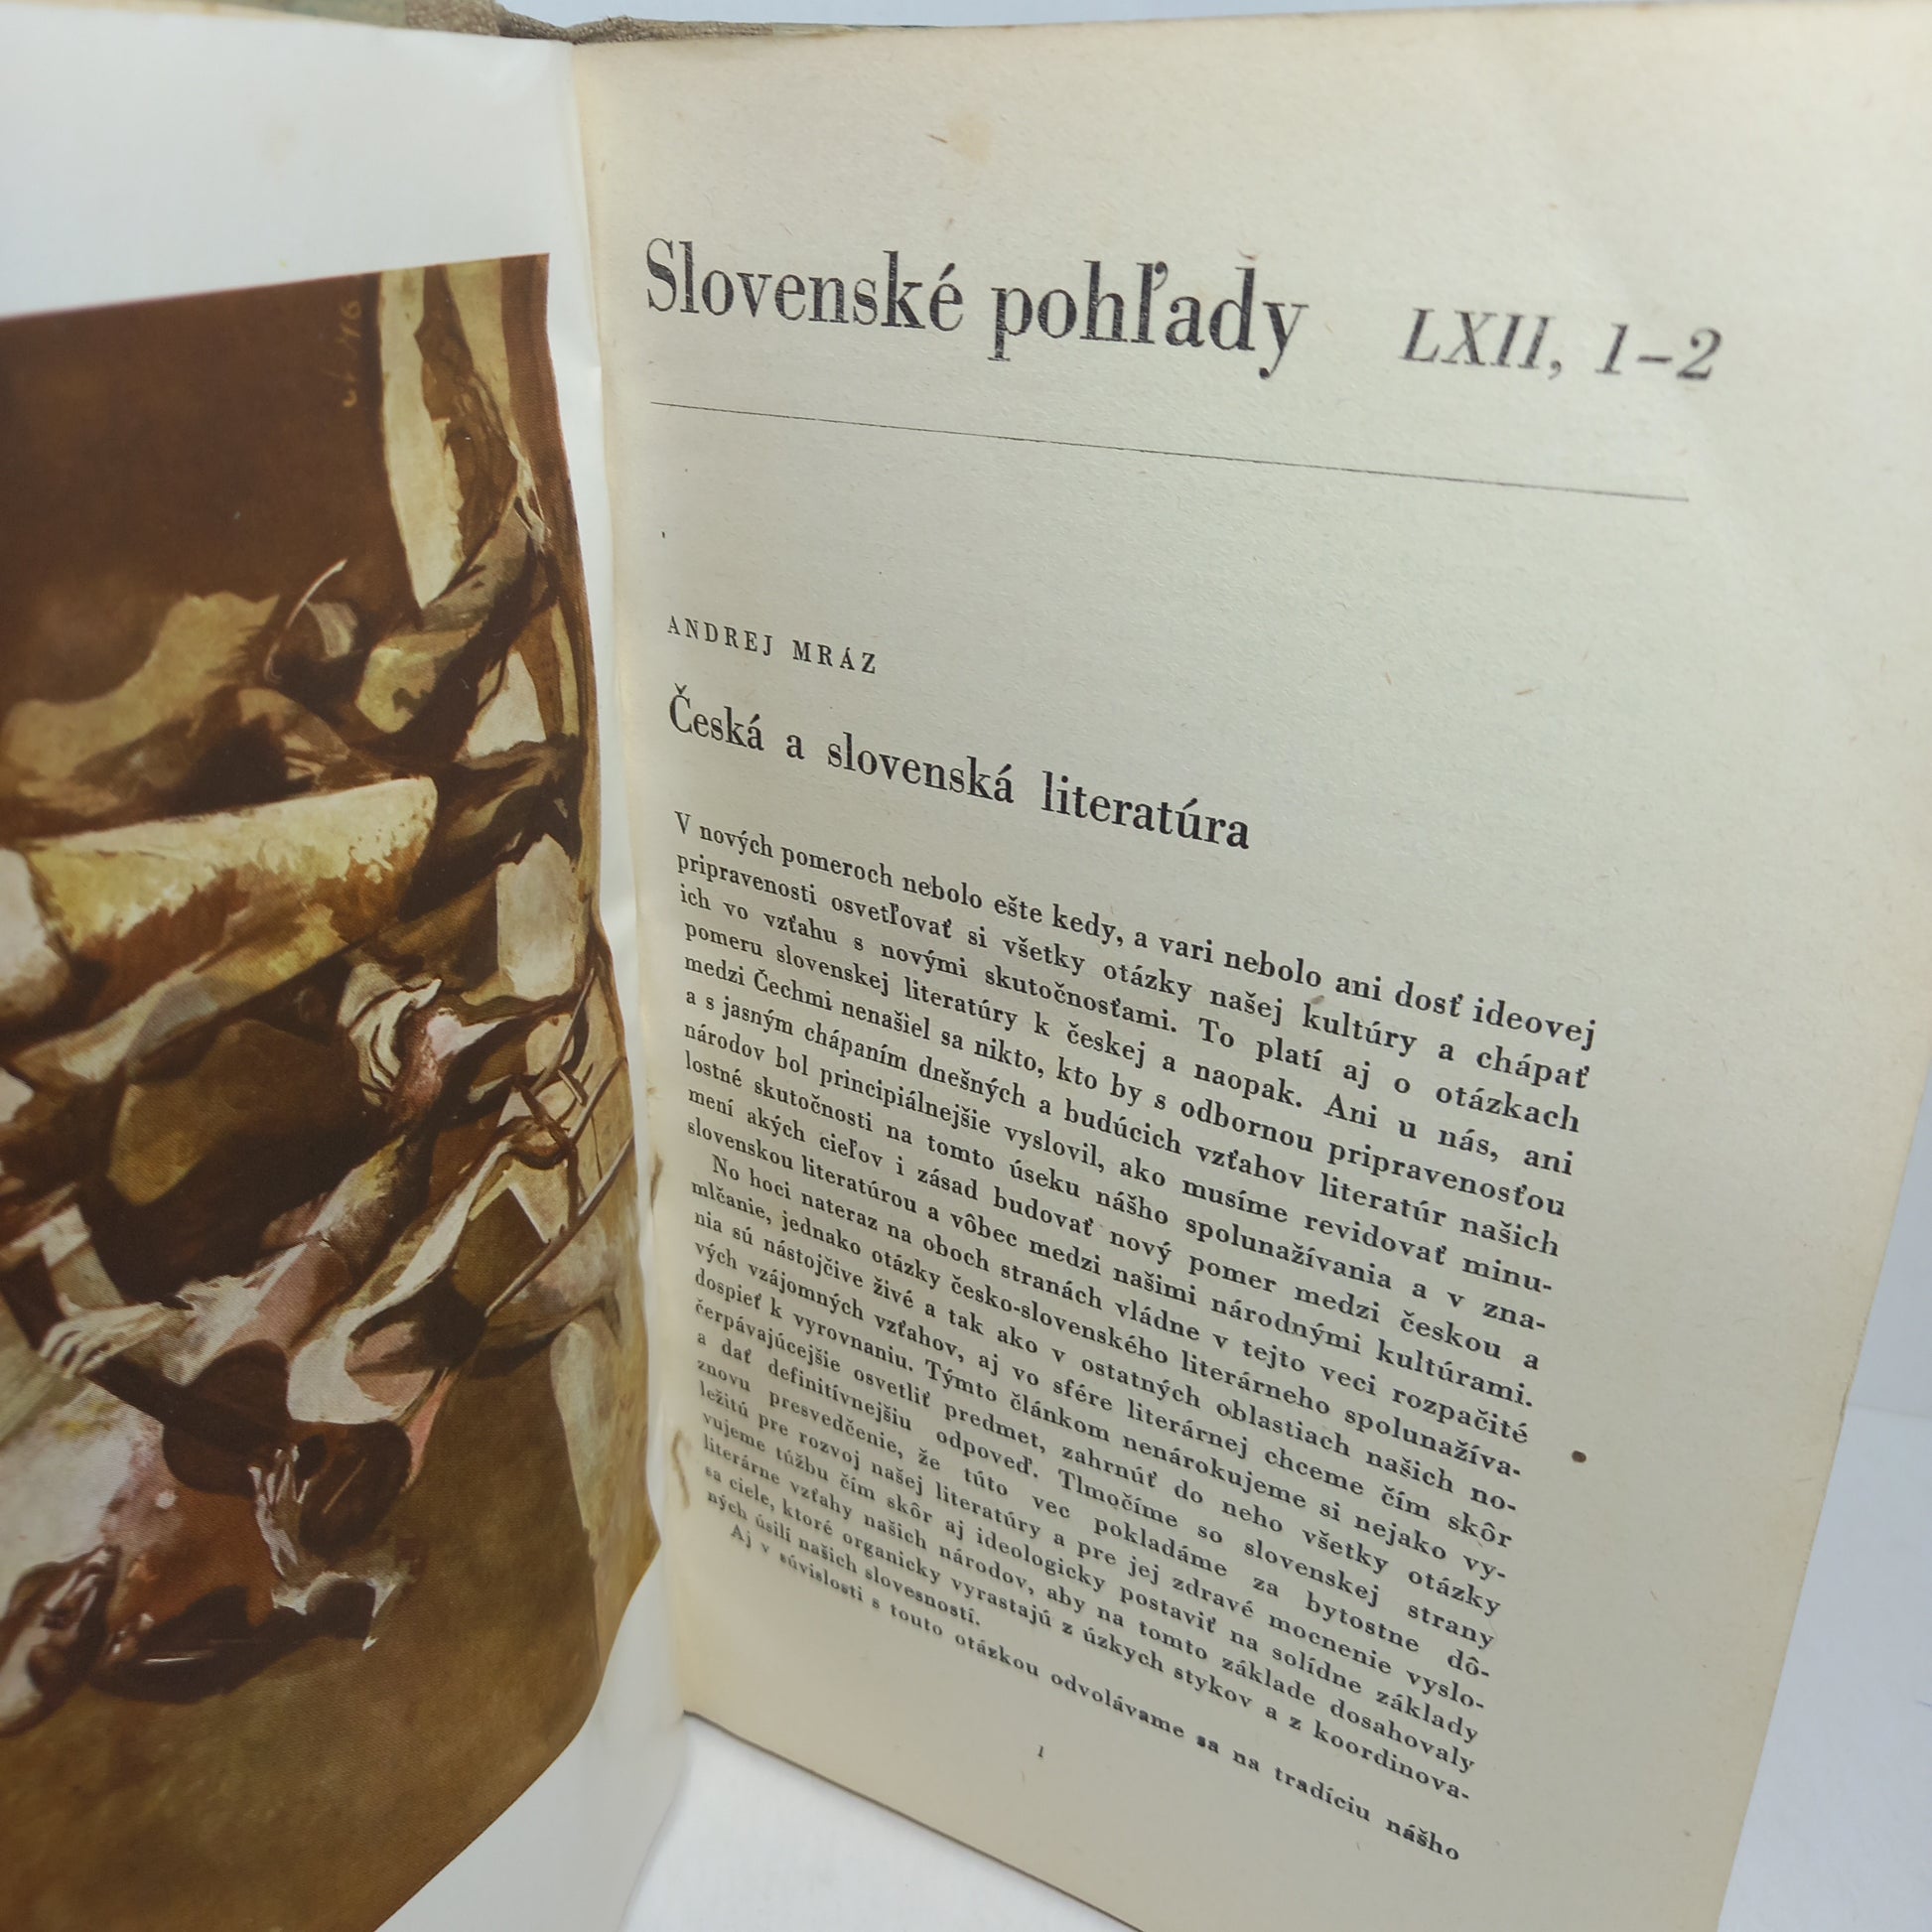 Slovenské pohľady LXII, 1-2
ANDREJ MRÁZ
Česká a slovenská literatúra
V nových pomeroch nebolo ešte kedy, a vari nebolo ani dosť ideovej
pripravenosti osvetľovať si všetky otázky našej kultúry a chápať
ich vo vzťahu s novými skutočnosťami. To platí aj o otázkach
pomeru slovenskej literatúry k českej a naopak. Ani u nás, ani
medzi Čechmi nenašiel sa nikto, kto by s odbornou pripravenosťou
a s jasným chápaním dnešných a budúcich vzťahov literatúr našich
národov bol principiálnejšie vyslovil, ako musíme revidovať minu-
lostné skutočnosti na tomto úseku nášho spolunažívania a v zna-
mení akých cieľov i zásad budovať nový pomer medzi českou a
slovenskou literatúrou a vôbec medzi našimi národnými kultúrami.
No hoci nateraz na oboch stranách vládne v tejto veci rozpačité
mlčanie, jednako otázky česko-slovenského literárneho spolunažíva-
nia sú nástojčive živé a tak ako v ostatných oblastiach našich no-
vých vzájomných vzťahov, aj vo sfére literárnej chceme čím skôr
dospieť k vyrovnaniu. Týmto článkom nenárokujeme si nejako vy-
čerpávajúcejšie osvetliť predmet, zahrnúť do neho všetky otázky
a dať definitívnejšiu odpoveď. Tlmočíme so slovenskej strany
znovu presvedčenie, že túto vec pokladáme za bytostne dô-
ležitú pre rozvoj našej literatúry a pre jej zdravé mocnenie vyslo-
vujeme túžbu čím skôr aj ideologicky postaviť na solídne základy
literárne vzťahy našich národov, aby na tomto základe dosahovaly
sa ciele, ktoré organicky vyrastajú z úzkych stykov a z koordinova-
ných úsilí našich slovesností.
Aj v súvislosti s touto otázkou odvolávame sa na tradíciu nášho
1